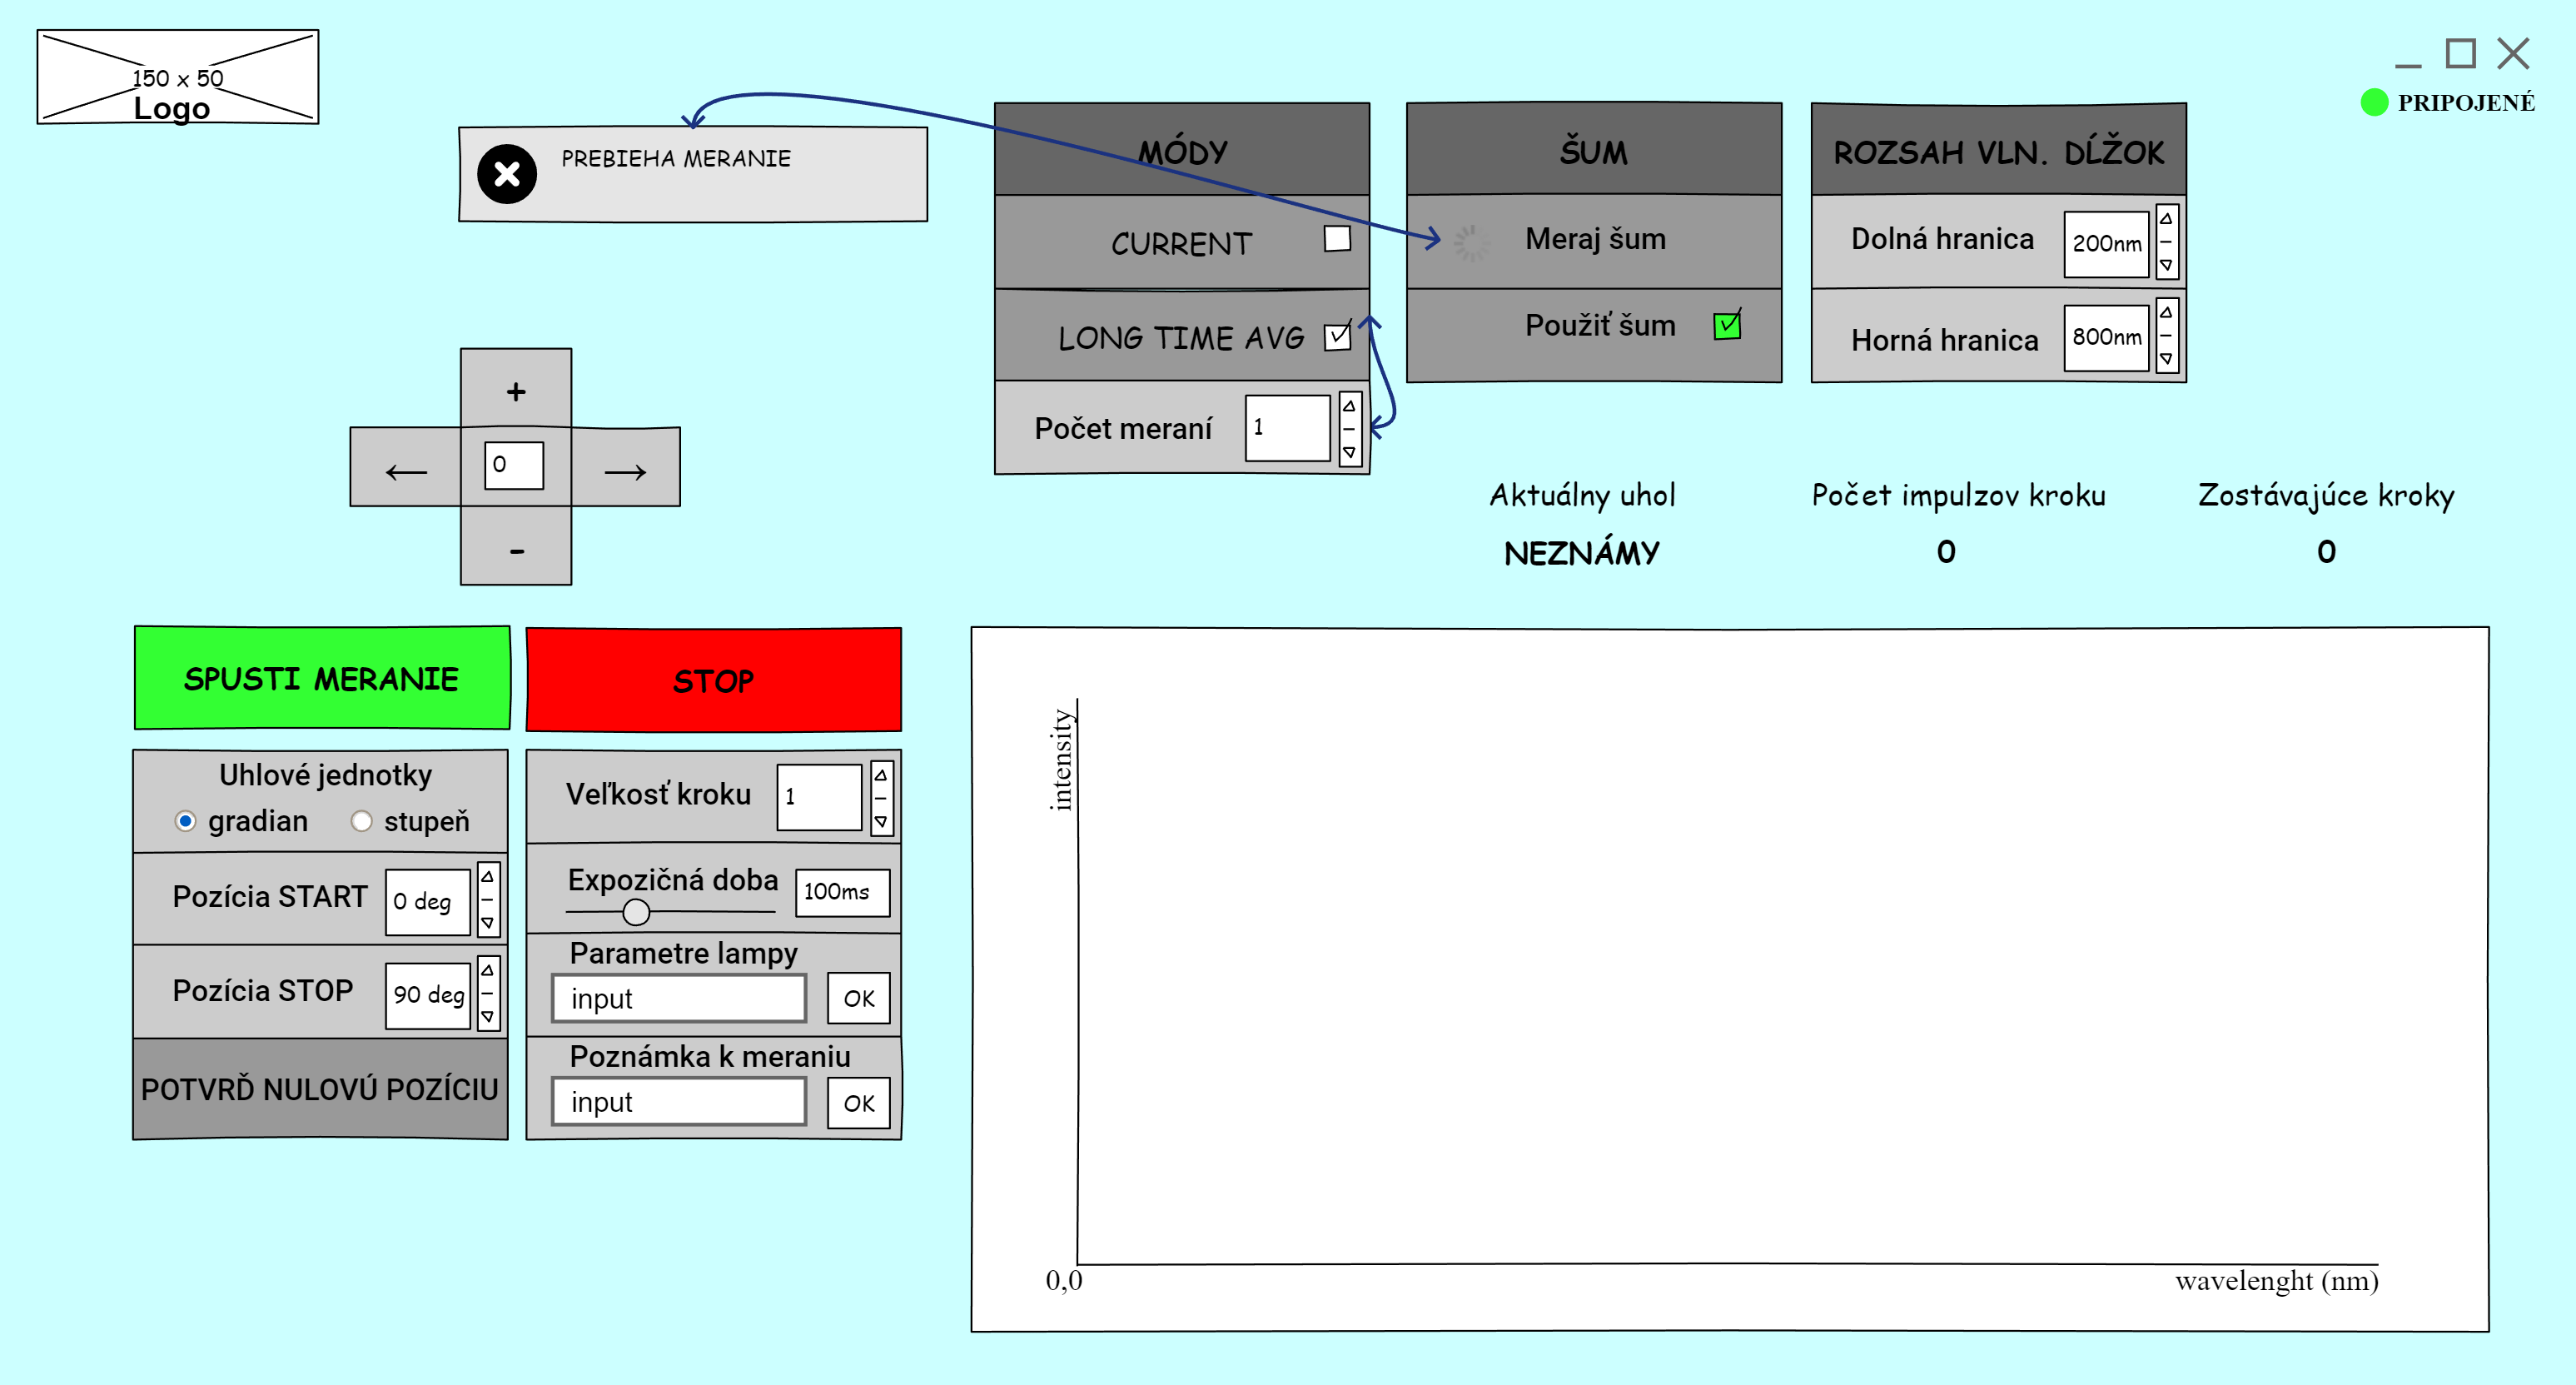 150 x 50
Logo
PRIPOJENÉ
PREBIEHA MERANIE
MÓDY
CURRENT
LONG TIME AVG
Počet meraní
1
ŠUM
Meraj šum
Použiť šum
ROZSAH VLN. DĹŽOK
Dolná hranica
200nm
Horná hranica
800nm
+
←
0
→
-
Aktuálny uhol
NEZNÁMY
Počet impulzov kroku
0
Zostávajúce kroky
0
SPUSTI MERANIE
STOP
Uhlové jednotky
gradian
stupeň
Pozícia START
0 deg
Pozícia STOP
90 deg
POTVRĎ NULOVÚ POZÍCIU
Veľkosť kroku
1
Expozičná doba
100ms
Parametre lampy
input
OK
Poznámka k meraniu
input
OK
intensity
0,0
wavelenght (nm)